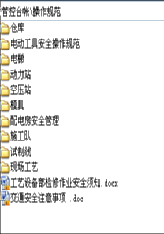 管控台帐\操作规范
仓库
电动工具安全操作规范
电梯
动力站
空压站
模具
配电房安全管理
施工队
试制线
现场工艺
工艺设备部检修作业安全须知.docx
交通安全注意事项 .doc